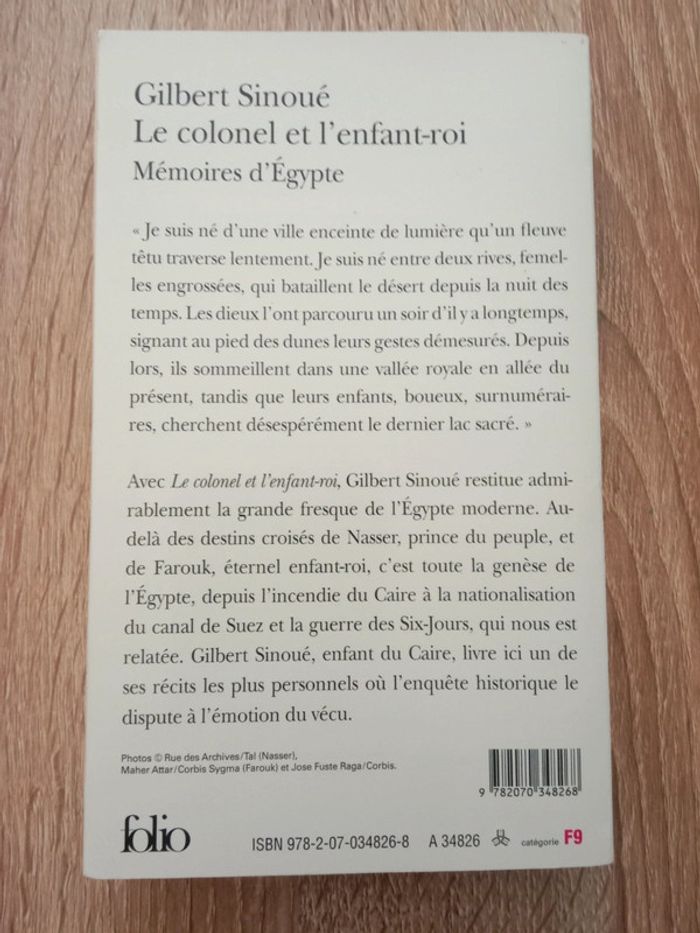 Gilbert Sinoué
Le colonel et l'enfant-roi
Mémoires d'Égypte
« Je suis né d'une ville enceinte de lumière qu'un fleuve
têtu traverse lentement. Je suis né entre deux rives, femel-
les engrossées, qui bataillent le désert depuis la nuit des
temps. Les dieux l'ont parcouru un soir d'il y a longtemps,
signant au pied des dunes leurs gestes démesurés. Depuis
lors, ils sommeillent dans une vallée royale en allée du
présent, tandis que leurs enfants, boueux, surnumérai-
res, cherchent désespérément le dernier lac sacré. »
Avec Le colonel et l'enfant-roi, Gilbert Sinoué restitue admi-
rablement la grande fresque de l'Égypte moderne. Au-
delà des destins croisés de Nasser, prince du peuple, et
de Farouk, éternel enfant-roi, c'est toute la genèse de
l'Égypte, depuis l'incendie du Caire à la nationalisation
du canal de Suez et la guerre des Six-Jours, qui nous est
relatée. Gilbert Sinoué, enfant du Caire, livre ici un de
ses récits les plus personnels où l'enquête historique le
dispute à l'émotion du vécu.
Photos © Rue des Archives/Tal (Nasser),
Maher Attar/Corbis Sygma (Farouk) et Jose Fuste Raga/Corbis.
9 782070 348268
folio
ISBN 978-2-07-034826-8 A 34826 catégorie F9